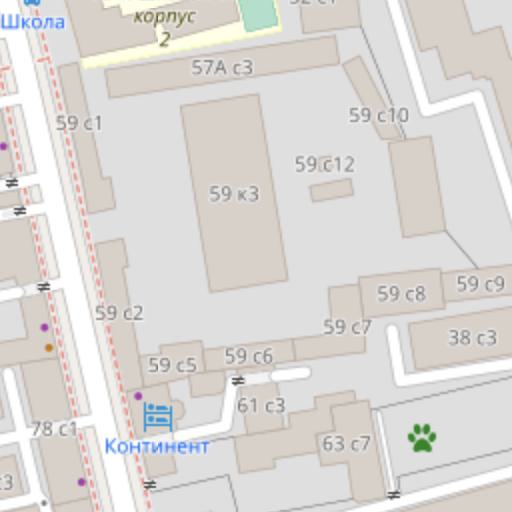 корпус
2
Школа
57А с3
59 с1
59 с10
59 с12
59 к3
59 с9
59 с8
59 с2
59 с7
38 с3
59 с6
59 с5
61 с3
78 с1
Континент
63 с7